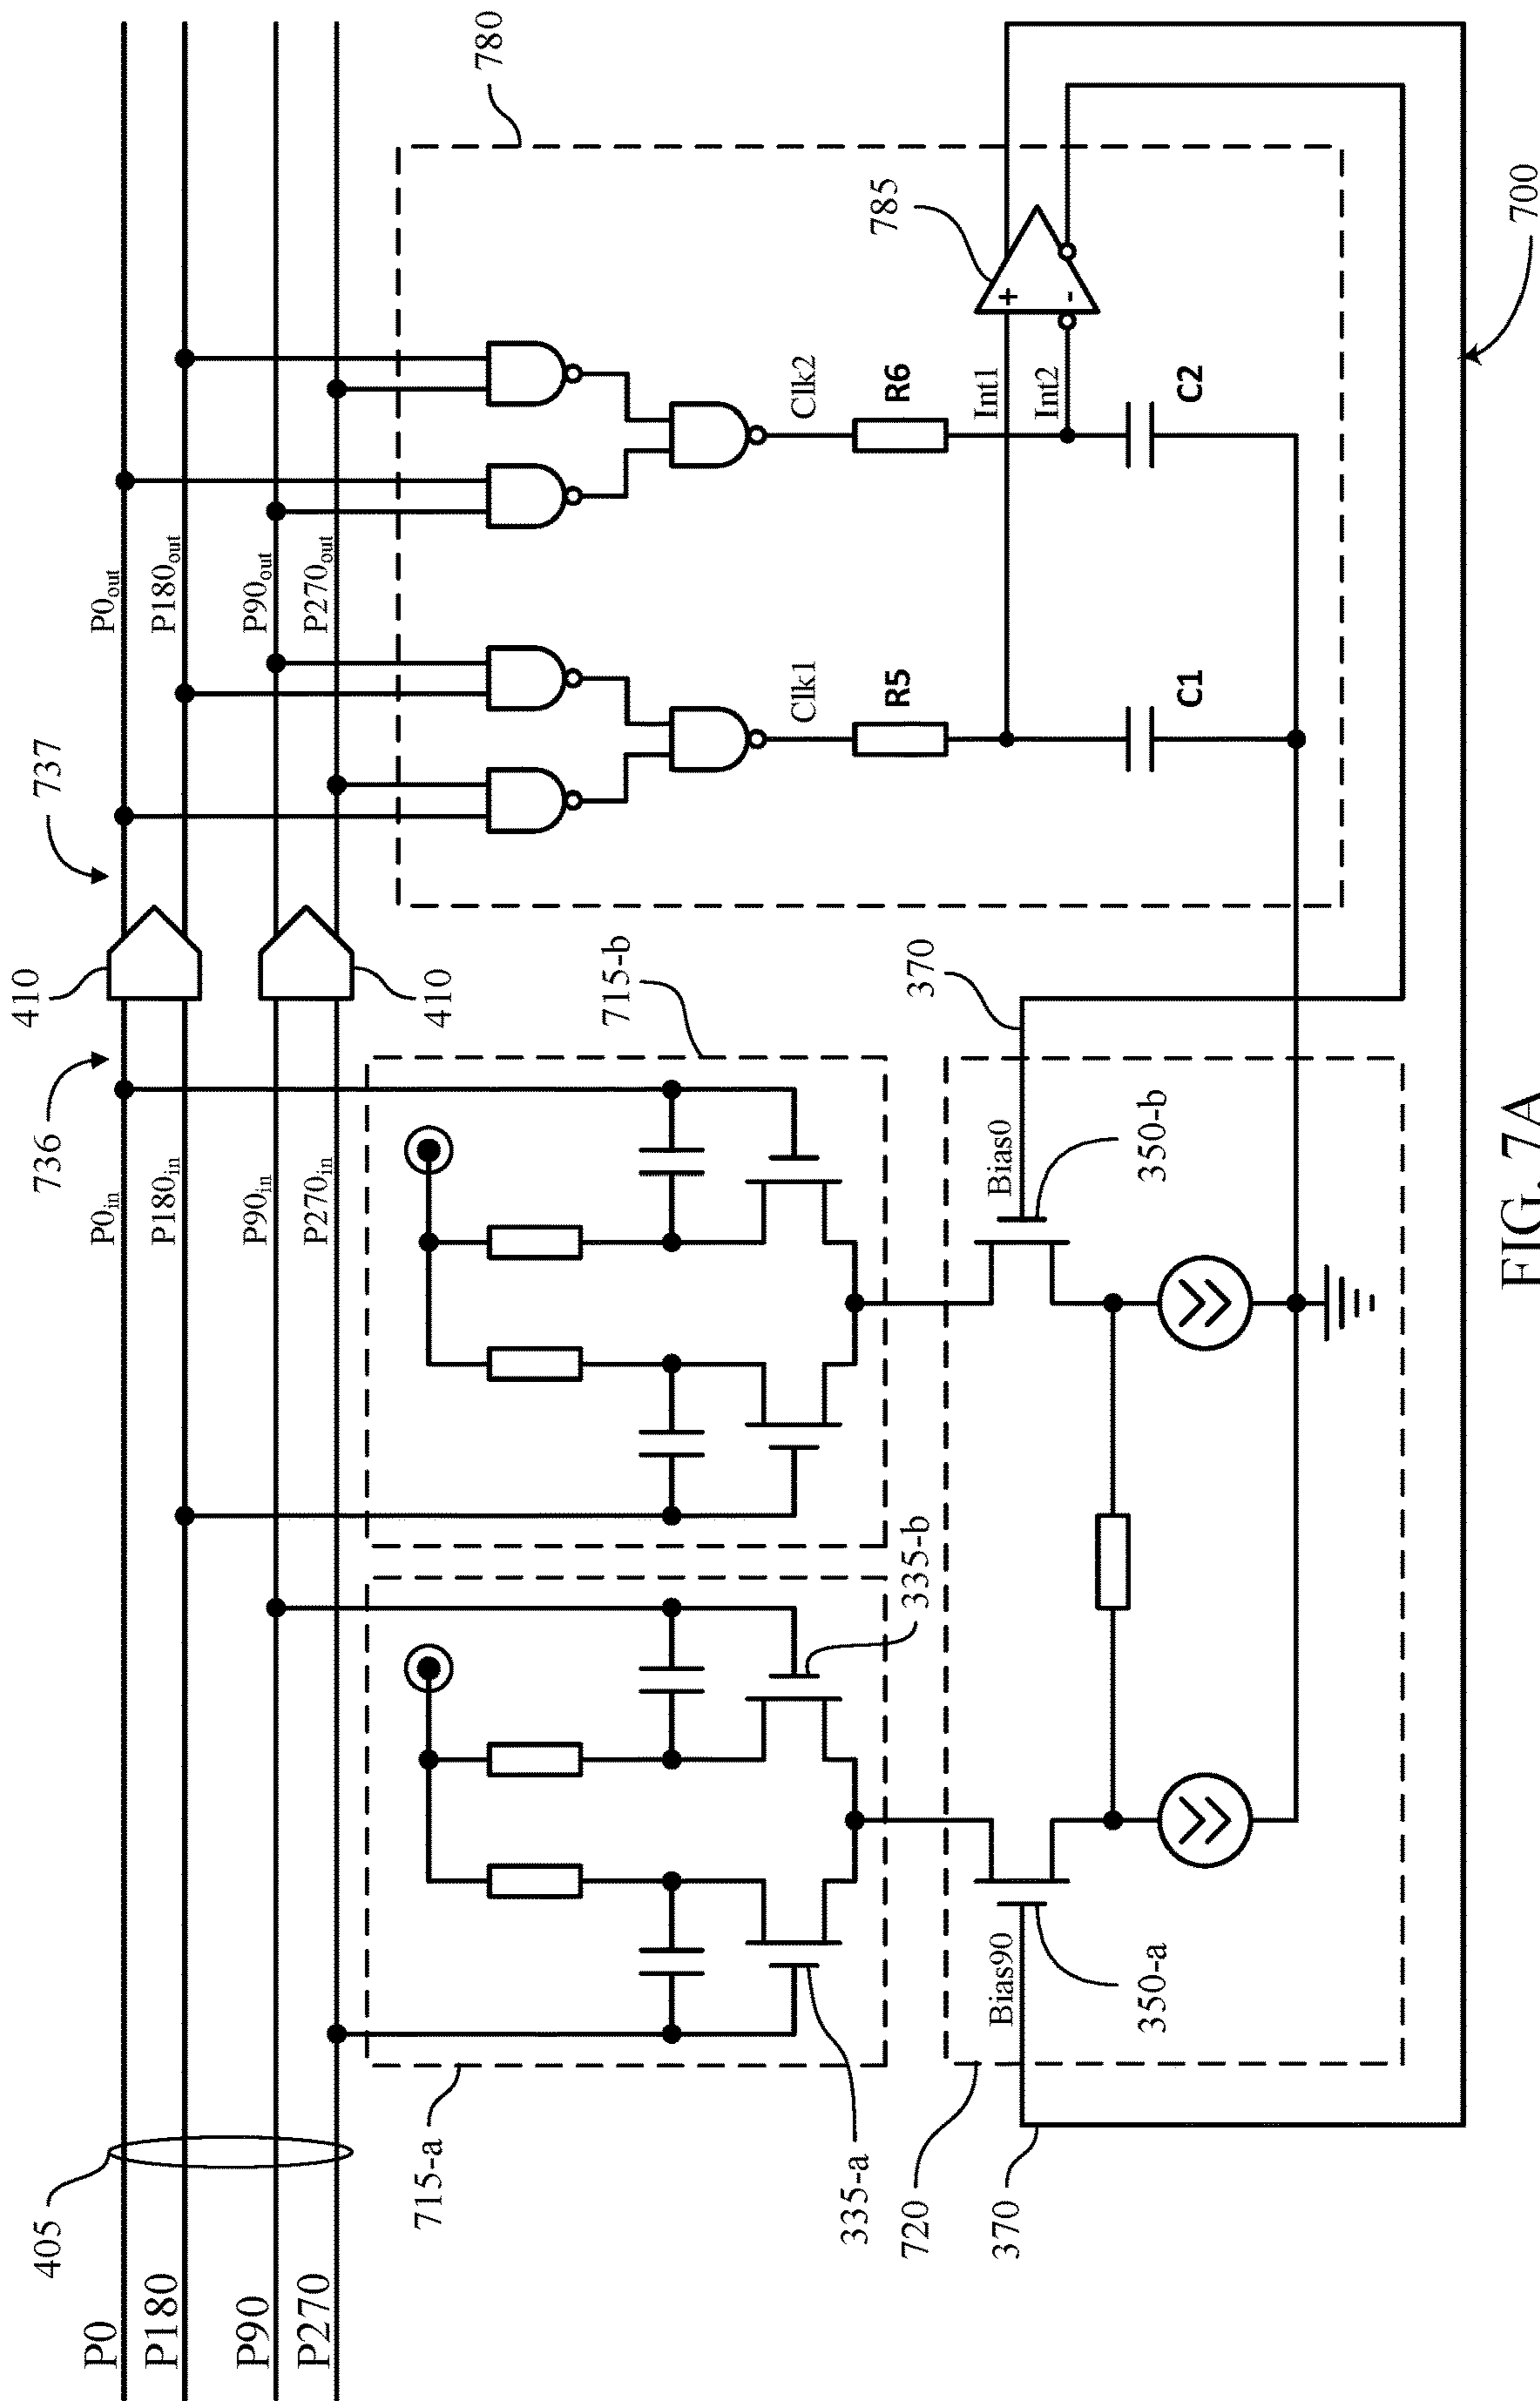 P0
P180
P90
P270
405
736
737
410
410
P0in
P180in
P90in
P270in
P0out
P180out
P90out
P270out
780
715-a
715-b
335-a
335-b
720
370
370
Bias90
Bias0
350-a
350-b
Clk1
Clk2
R5
R6
Int1
Int2
C1
C2
785
+
-
700
FIG. 7A